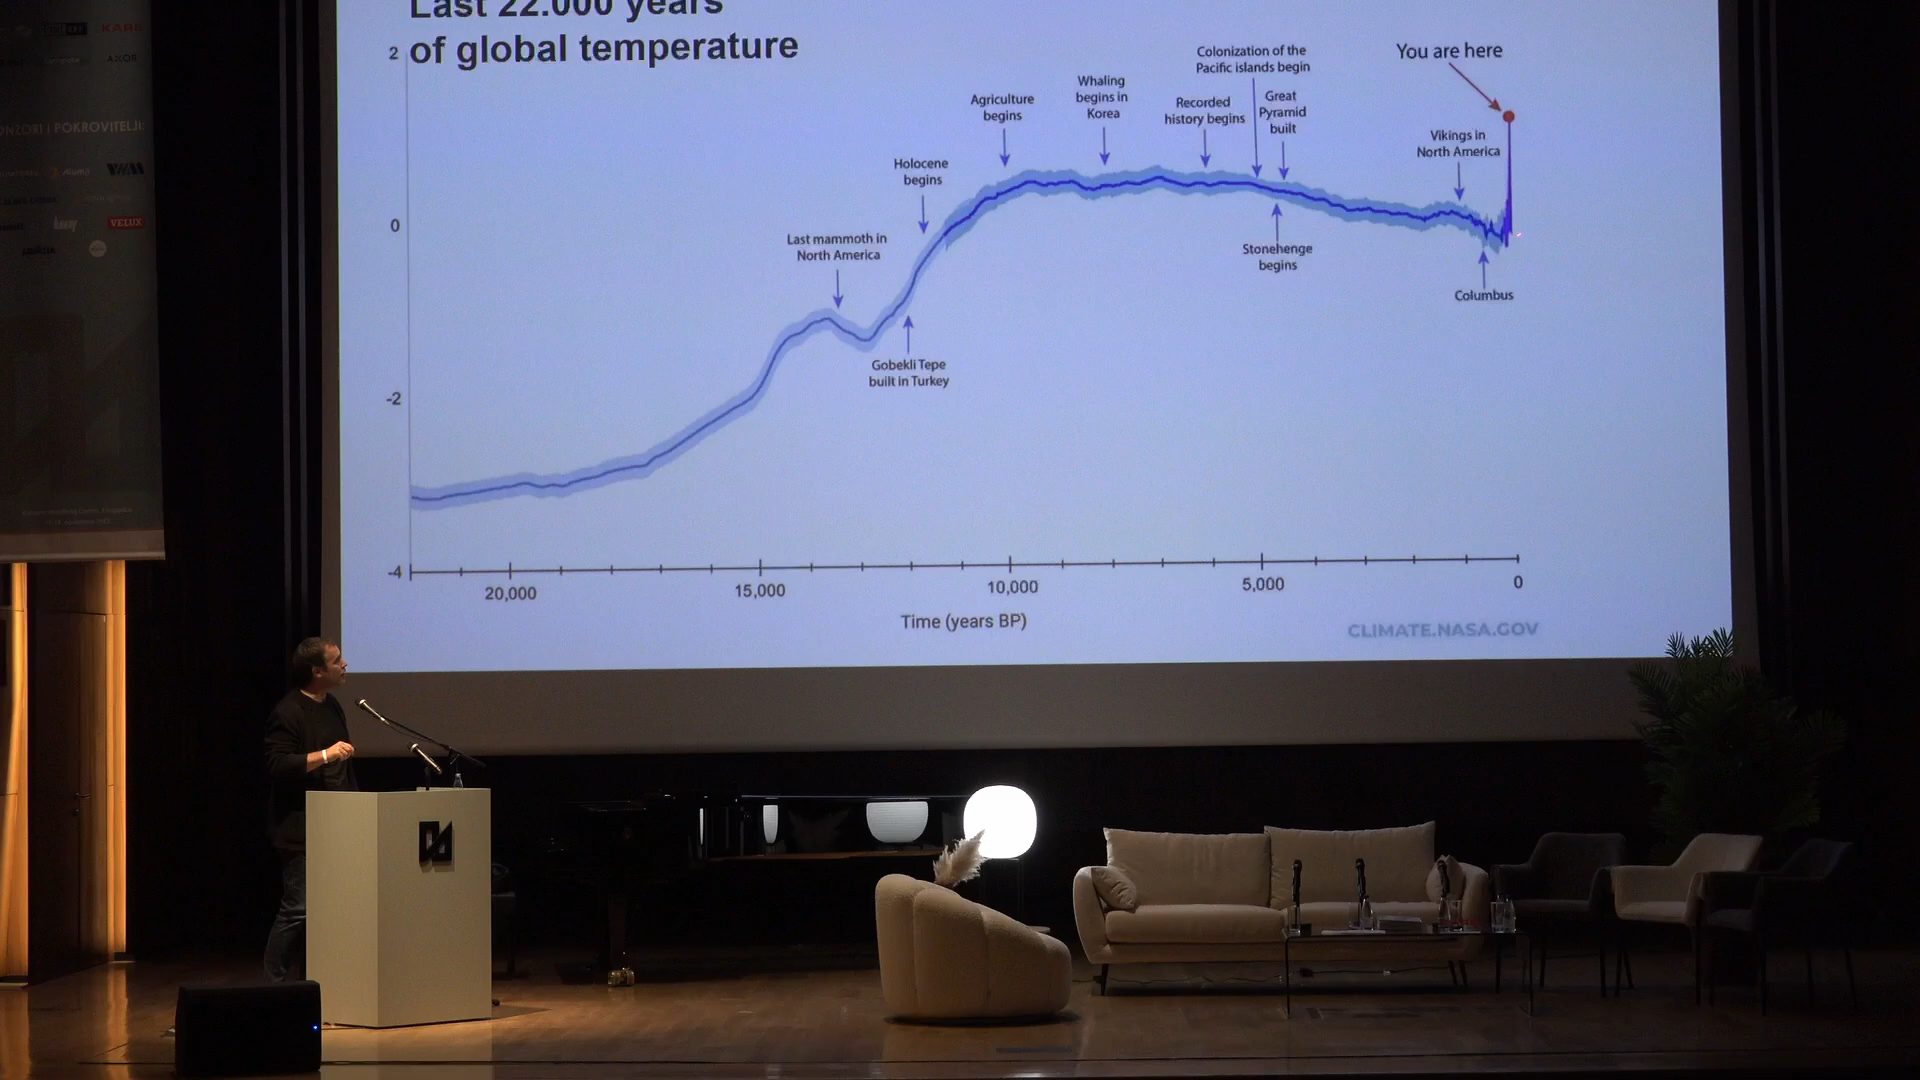 Last 22.000 years
of global temperature
2
0
-2
-4
Last mammoth in
North America
Holocene
begins
Gobekli Tepe
built in Turkey
Agriculture
begins
Whaling
begins in
Korea
Recorded
history begins
Colonization of the
Pacific islands begin
Great
Pyramid
built
Stonehenge
begins
Vikings in
North America
Columbus
You are here
20,000
15,000
10,000
5,000
0
Time (years BP)
CLIMATE.NASA.GOV
KARE
ONZORI I POKROVITELJI
VELUX